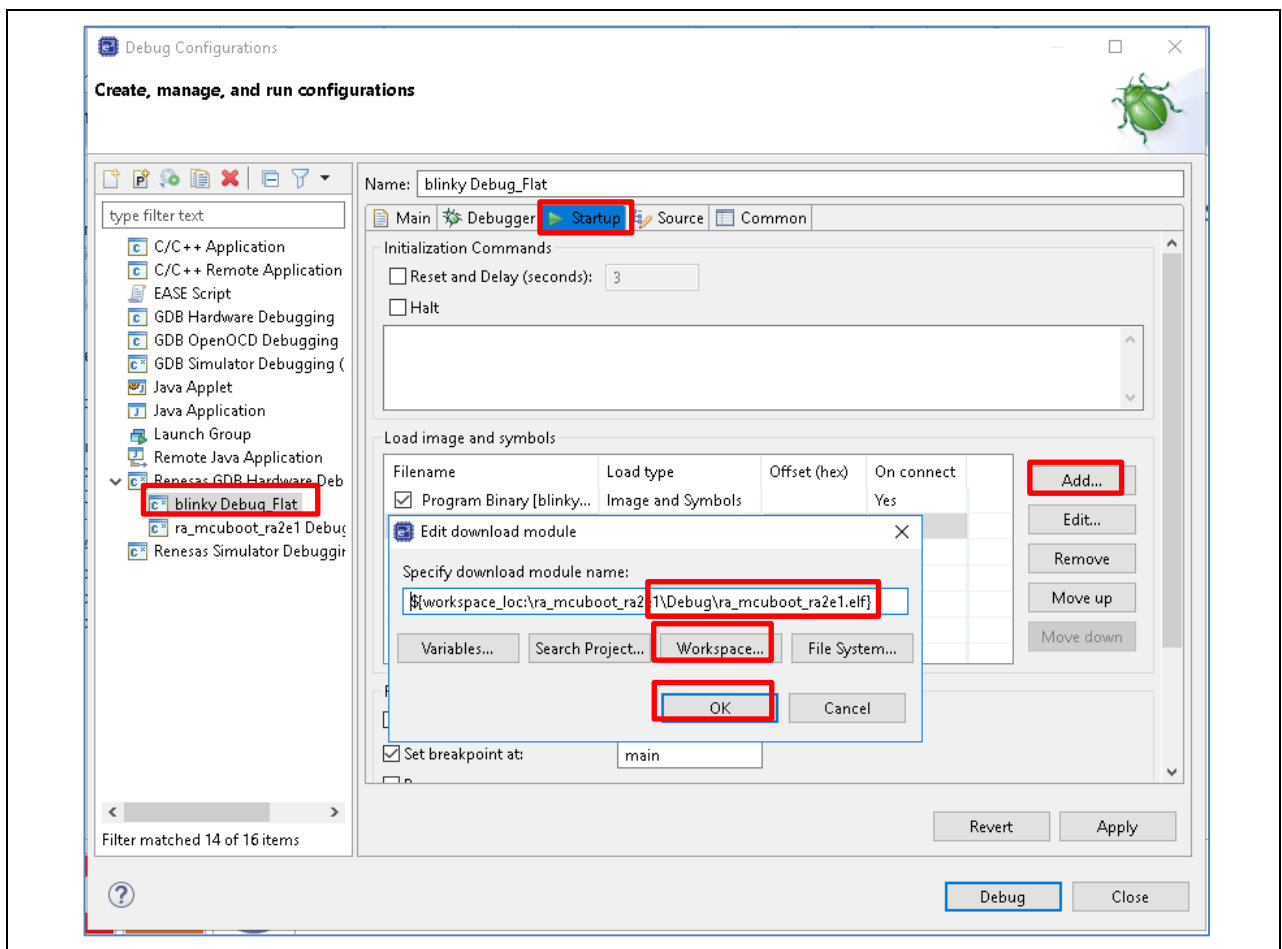 Debug Configurations
Create, manage, and run configurations
type filter text
C/C++ Application
C/C++ Remote Application
EASE Script
GDB Hardware Debugging
GDB OpenOCD Debugging
GDB Simulator Debugging (
Java Applet
Java Application
Launch Group
Remote Java Application
Renesas GDB Hardware Deb
blinky Debug_Flat
ra_mcuboot_ra2e1 Debug
Renesas Simulator Debuggin
Filter matched 14 of 16 items
Name: blinky Debug_Flat
Main Debugger Startup Source Common
Initialization Commands
Reset and Delay (seconds): 3
Halt
Load image and symbols
Filename Load type Offset (hex) On connect
Program Binary [blinky... Image and Symbols Yes
Add...
Edit...
Remove
Move up
Move down
Edit download module
Specify download module name:
${workspace_loc:\ra_mcuboot_ra2e1\Debug\ra_mcuboot_ra2e1.elf}
Variables... Search Project... Workspace... File System...
OK Cancel
Set breakpoint at: main
Revert Apply
Debug Close